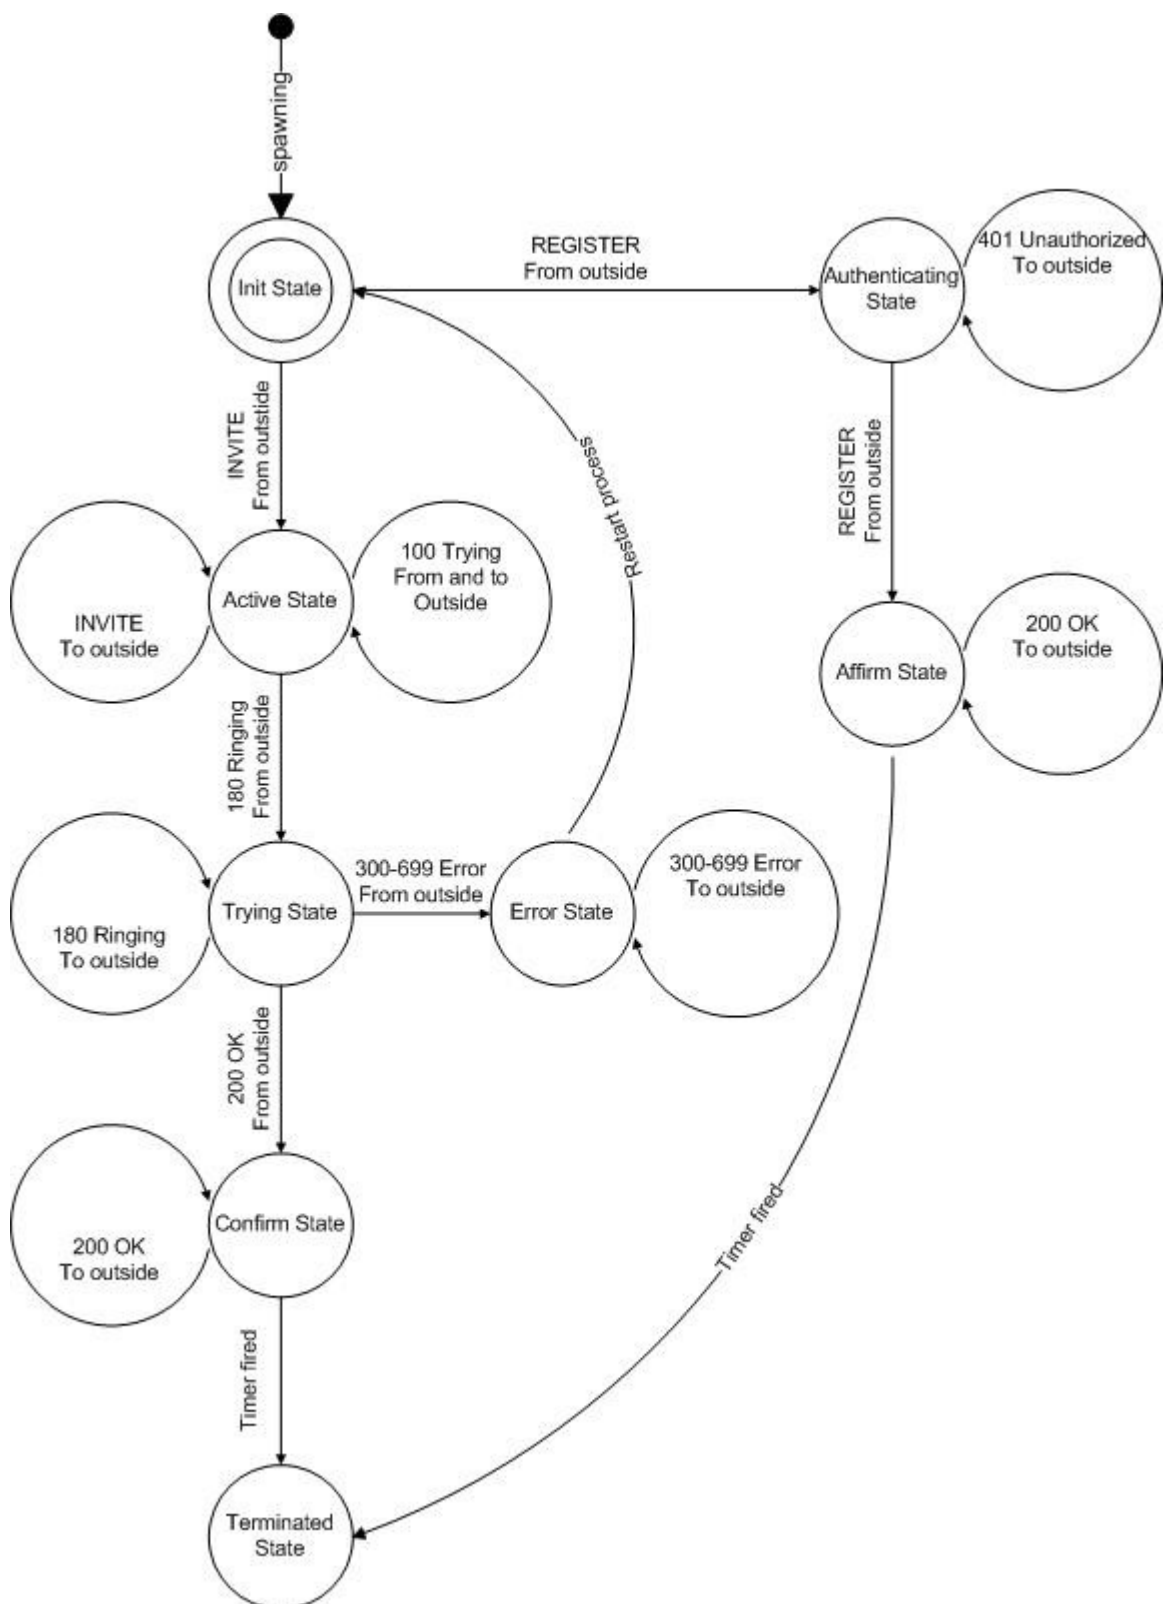 spawning
Init State
REGISTER
From outside
Authenticating
State
401 Unauthorized
To outside
INVITE
From outstide
Restart process
REGISTER
From outside
INVITE
To outside
Active State
100 Trying
From and to
Outside
Affirm State
200 OK
To outside
180 Ringing
From outside
180 Ringing
To outside
Trying State
300-699 Error
From outside
Error State
300-699 Error
To outside
200 OK
From outside
200 OK
To outside
Confirm State
Timer fired
Timer fired
Terminated
State